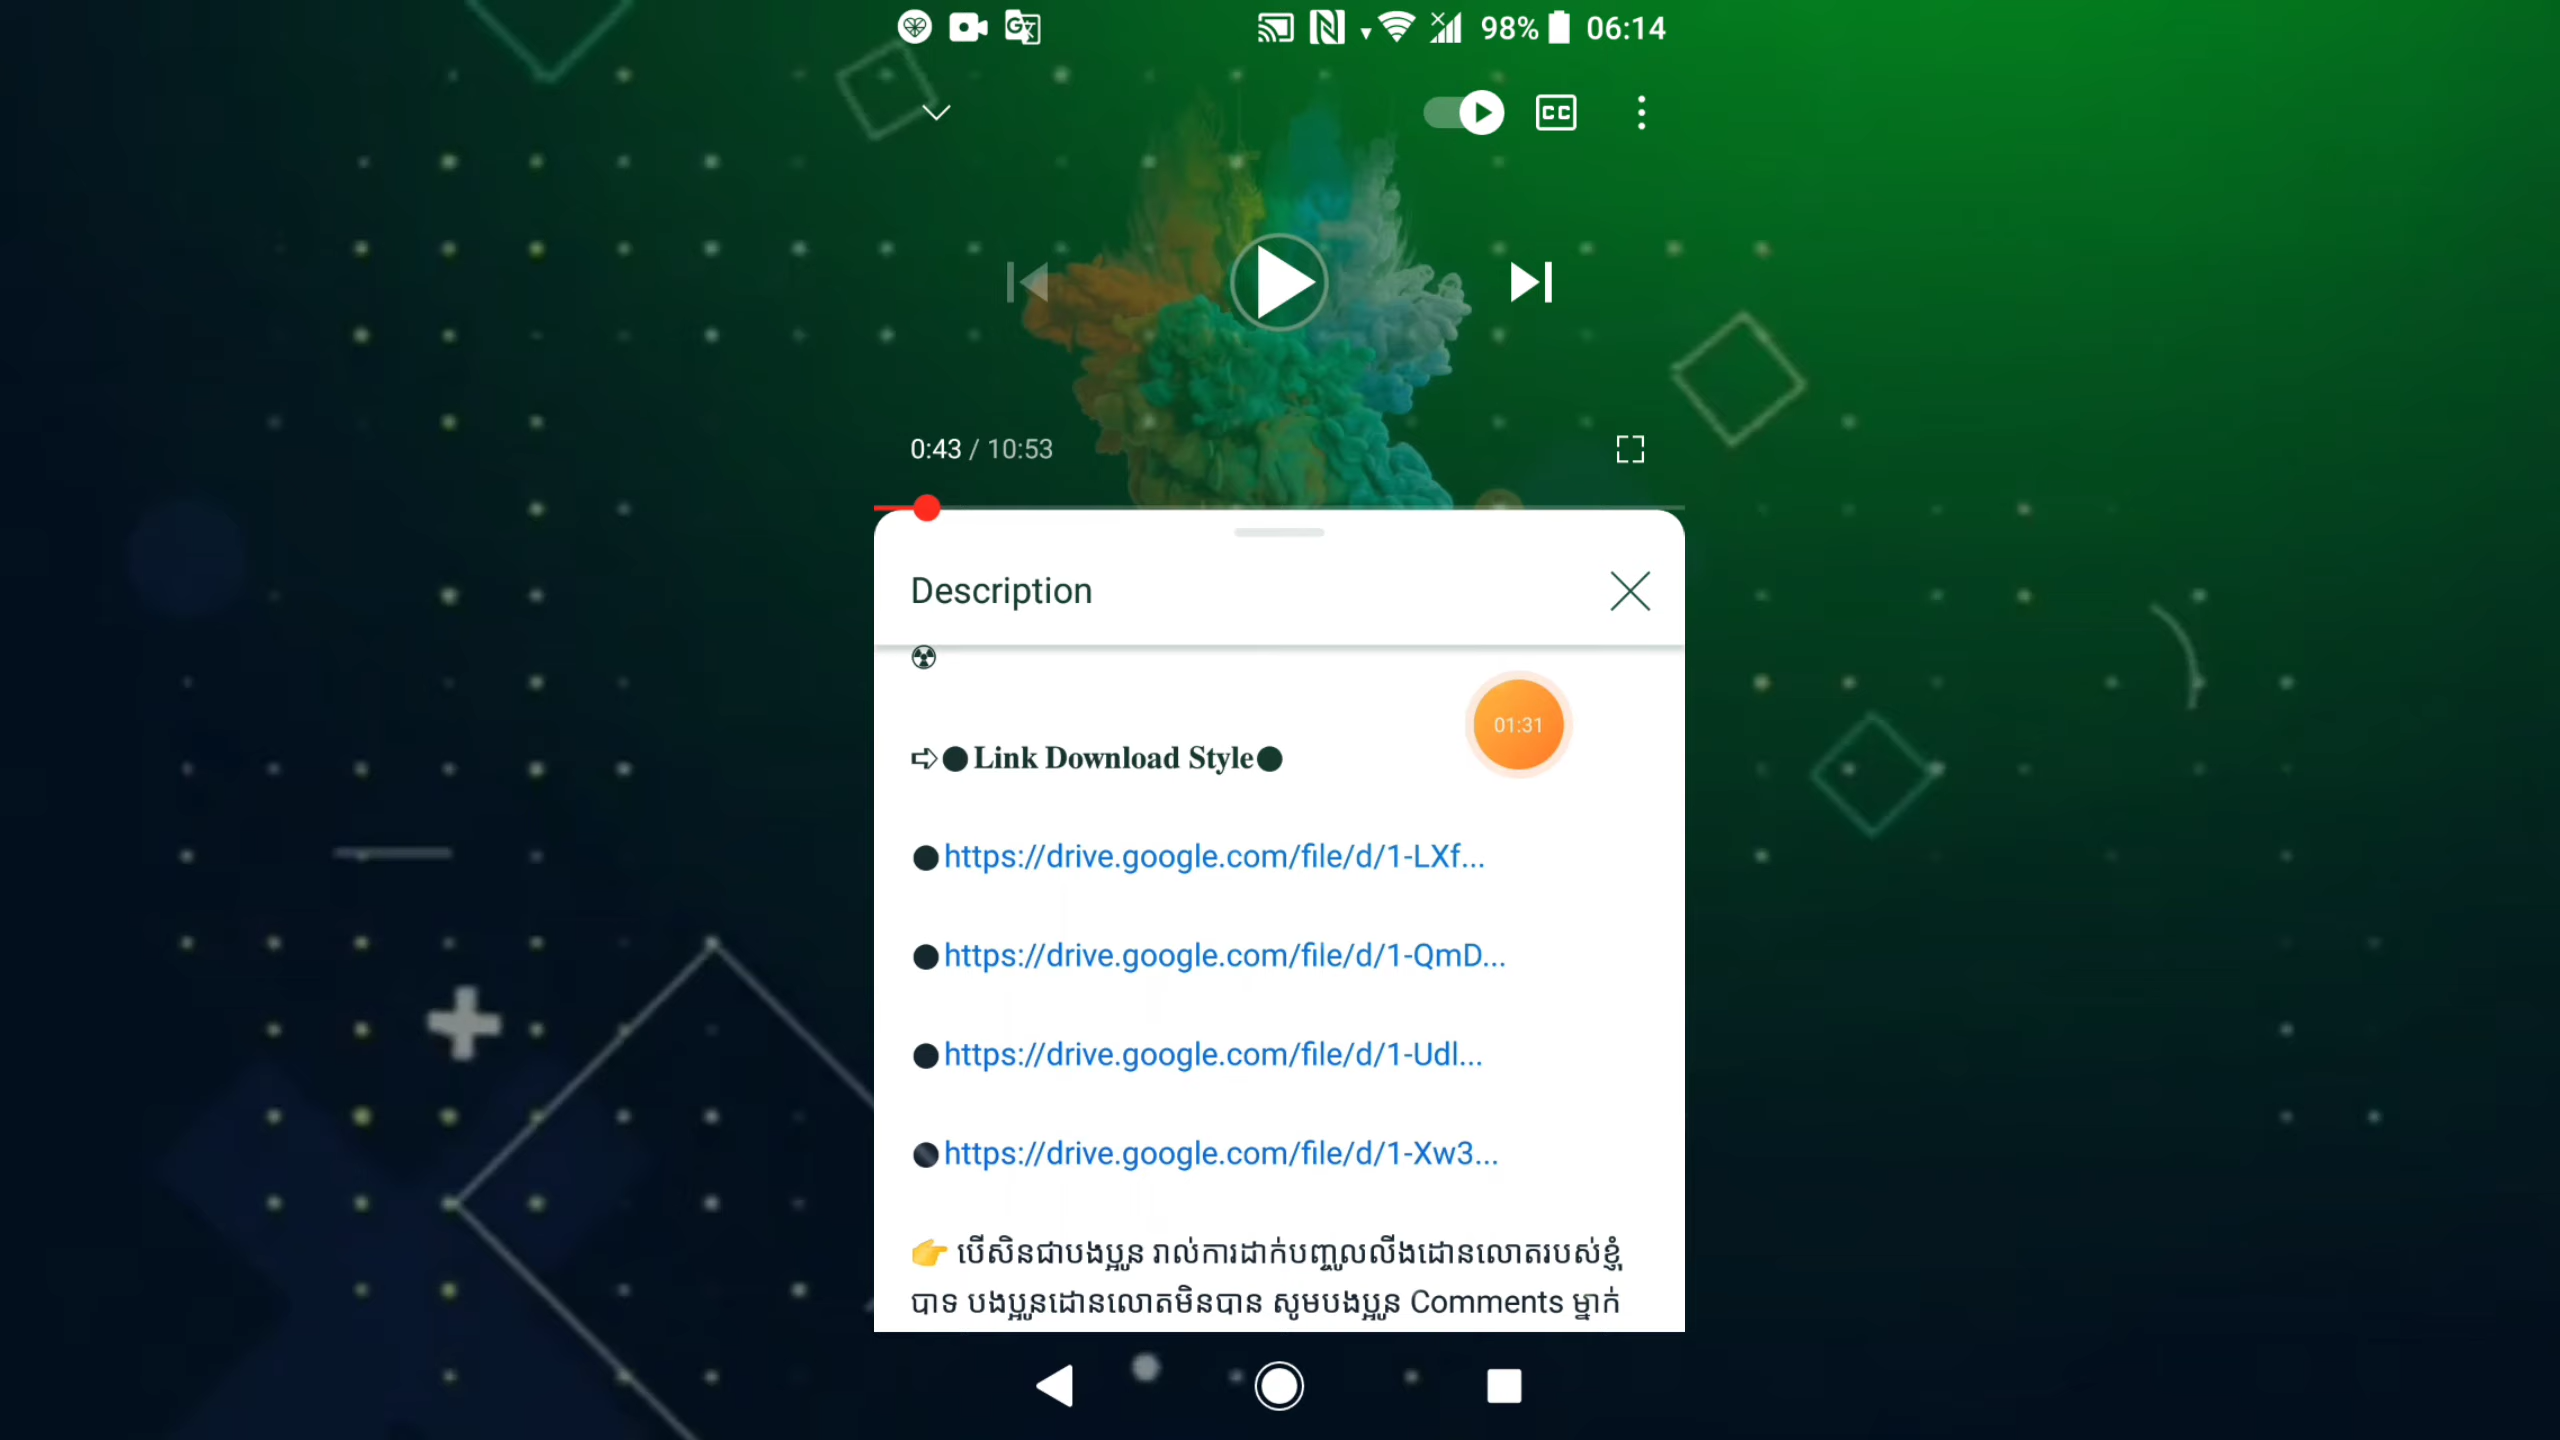 98% 06:14
CC
0:43 / 10:53
Description
☢
➪●𝐋𝐢𝐧𝐤 𝐃𝐨𝐰𝐧𝐥𝐨𝐚𝐝 𝐒𝐭𝐲𝐥𝐞●
01:31
●https://drive.google.com/file/d/1-LXf...
●https://drive.google.com/file/d/1-QmD...
●https://drive.google.com/file/d/1-Udl...
●https://drive.google.com/file/d/1-Xw3...
👉 បើសិនជាបងប្អូន រាល់ការដាក់បញ្ចូលលីងដោនលោតរបស់ខ្ញុំ
បាទ បងប្អូនដោនលោតមិនបាន សូមបងប្អូន Comments ម្នាក់